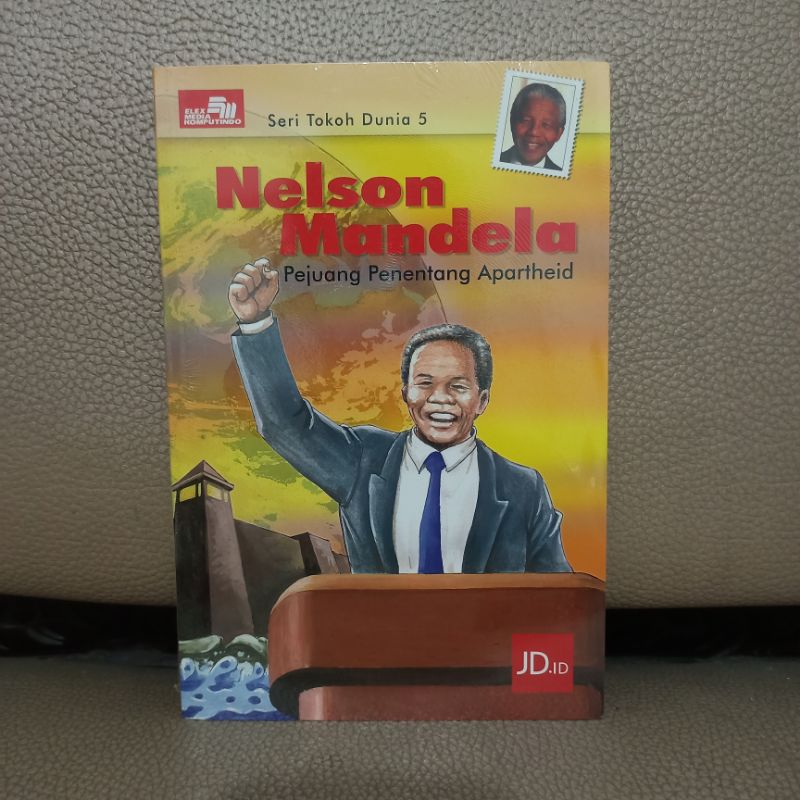 ELEX
MEDIA
KOMPUTINDO
Seri Tokoh Dunia 5
Nelson
Mandela
Pejuang Penentang Apartheid
JD.ID